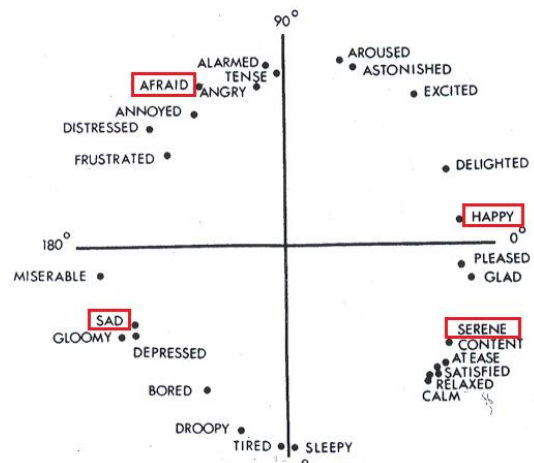 90°
ALARMED
AROUSED
TENSE
ASTONISHED
AFRAID
ANGRY
EXCITED
ANNOYED
DISTRESSED
FRUSTRATED
DELIGHTED
HAPPY
180°
0°
PLEASED
MISERABLE
GLAD
SAD
SERENE
GLOOMY
CONTENT
DEPRESSED
AT EASE
SATISFIED
RELAXED
BORED
CALM
DROOPY
TIRED
SLEEPY